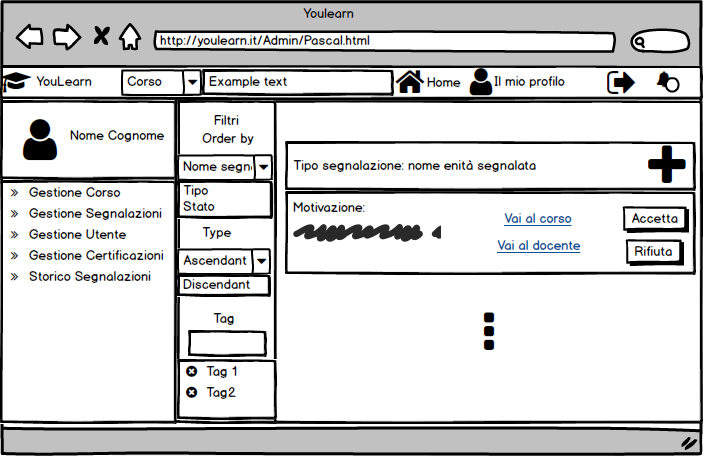 Youlearn
http://youlearn.it/Admin/Pascal.html
YouLearn
Corso
Example text
Home
Il mio profilo
Nome Cognome
Gestione Corso
Gestione Segnalazioni
Gestione Utente
Gestione Certificazioni
Storico Segnalazioni
Filtri
Order by
Nome segn
Tipo
Stato
Type
Ascendant
Discendant
Tag
Tag 1
Tag2
Tipo segnalazione: nome enità segnalata
Motivazione:
Vai al corso
Accetta
Vai al docente
Rifiuta